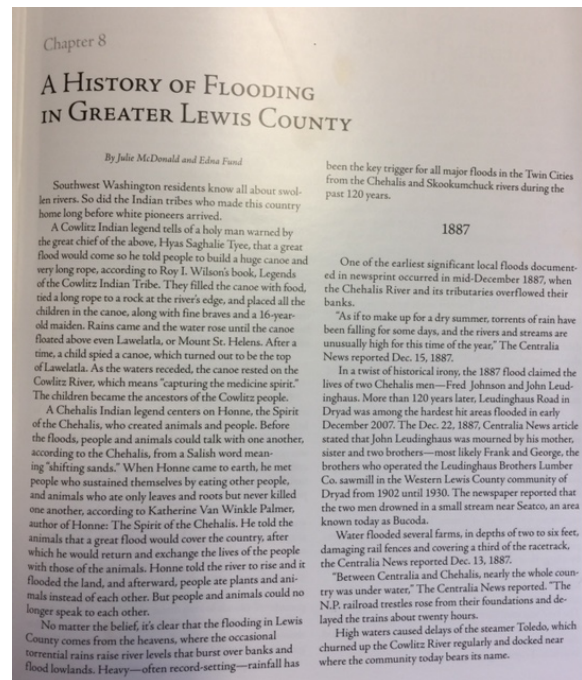 Chapter 8
A HISTORY OF FLOODING
IN GREATER LEWIS COUNTY
By Julie McDonald and Edna Fund
Southwest Washington residents know all about swol-
len rivers. So did the Indian tribes who made this country
home long before white pioneers arrived.
A Cowlitz Indian legend tells of a holy man warned by
the great chief of the above, Hyas Saghalie Tyee, that a great
flood would come so he told people to build a huge canoe and
very long rope, according to Roy I. Wilson's book, Legends
of the Cowlitz Indian Tribe. They filled the canoe with food,
tied a long rope to a rock at the river's edge, and placed all the
children in the canoe, along with fine braves and a 16-year-
old maiden. Rains came and the water rose until the canoe
floated above even Lawelatla, or Mount St. Helens. After a
time, a child spied a canoe, which turned out to be the top
of Lawelatla. As the waters receded, the canoe rested on the
Cowlitz River, which means "capturing the medicine spirit."
The children became the ancestors of the Cowlitz people.
A Chehalis Indian legend centers on Honne, the Spirit
of the Chehalis, who created animals and people. Before
the floods, people and animals could talk with one another,
according to the Chehalis, from a Salish word mean-
ing "shifting sands." When Honne came to earth, he met
people who sustained themselves by eating other people,
and animals who ate only leaves and roots but never killed
one another, according to Katherine Van Winkle Palmer,
author of Honne: The Spirit of the Chehalis. He told the
animals that a great flood would cover the country, after
which he would return and exchange the lives of the people
with those of the animals. Honne told the river to rise and it
flooded the land, and afterward, people ate plants and ani-
mals instead of each other. But people and animals could no
longer speak to each other.
No matter the belief, it's clear that the flooding in Lewis
County comes from the heavens, where the occasional
torrential rains raise river levels that burst over banks and
flood lowlands. Heavy—often record-setting—rainfall has
been the key trigger for all major floods in the Twin Cities
from the Chehalis and Skookumchuck rivers during the
past 120 years.
1887
One of the earliest significant local floods document-
ed in newsprint occurred in mid-December 1887, when
the Chehalis River and its tributaries overflowed their
banks.
"As if to make up for a dry summer, torrents of rain have
been falling for some days, and the rivers and streams are
unusually high for this time of the year," The Centralia
News reported Dec. 15, 1887.
In a twist of historical irony, the 1887 flood claimed the
lives of two Chehalis men—Fred Johnson and John Leud-
inghaus. More than 120 years later, Leudinghaus Road in
Dryad was among the hardest hit areas flooded in early
December 2007. The Dec. 22, 1887, Centralia News article
stated that John Leudinghaus was mourned by his mother,
sister and two brothers—most likely Frank and George, the
brothers who operated the Leudinghaus Brothers Lumber
Co. sawmill in the Western Lewis County community of
Dryad from 1902 until 1930. The newspaper reported that
the two men drowned in a small stream near Seatco, an area
known today as Bucoda.
Water flooded several farms, in depths of two to six feet,
damaging rail fences and covering a third of the racetrack,
the Centralia News reported Dec. 13, 1887.
"Between Centralia and Chehalis, nearly the whole coun-
try was under water," The Centralia News reported. "The
N.P. railroad trestles rose from their foundations and de-
layed the trains about twenty hours.
High waters caused delays of the steamer Toledo, which
churned up the Cowlitz River regularly and docked near
where the community today bears its name.